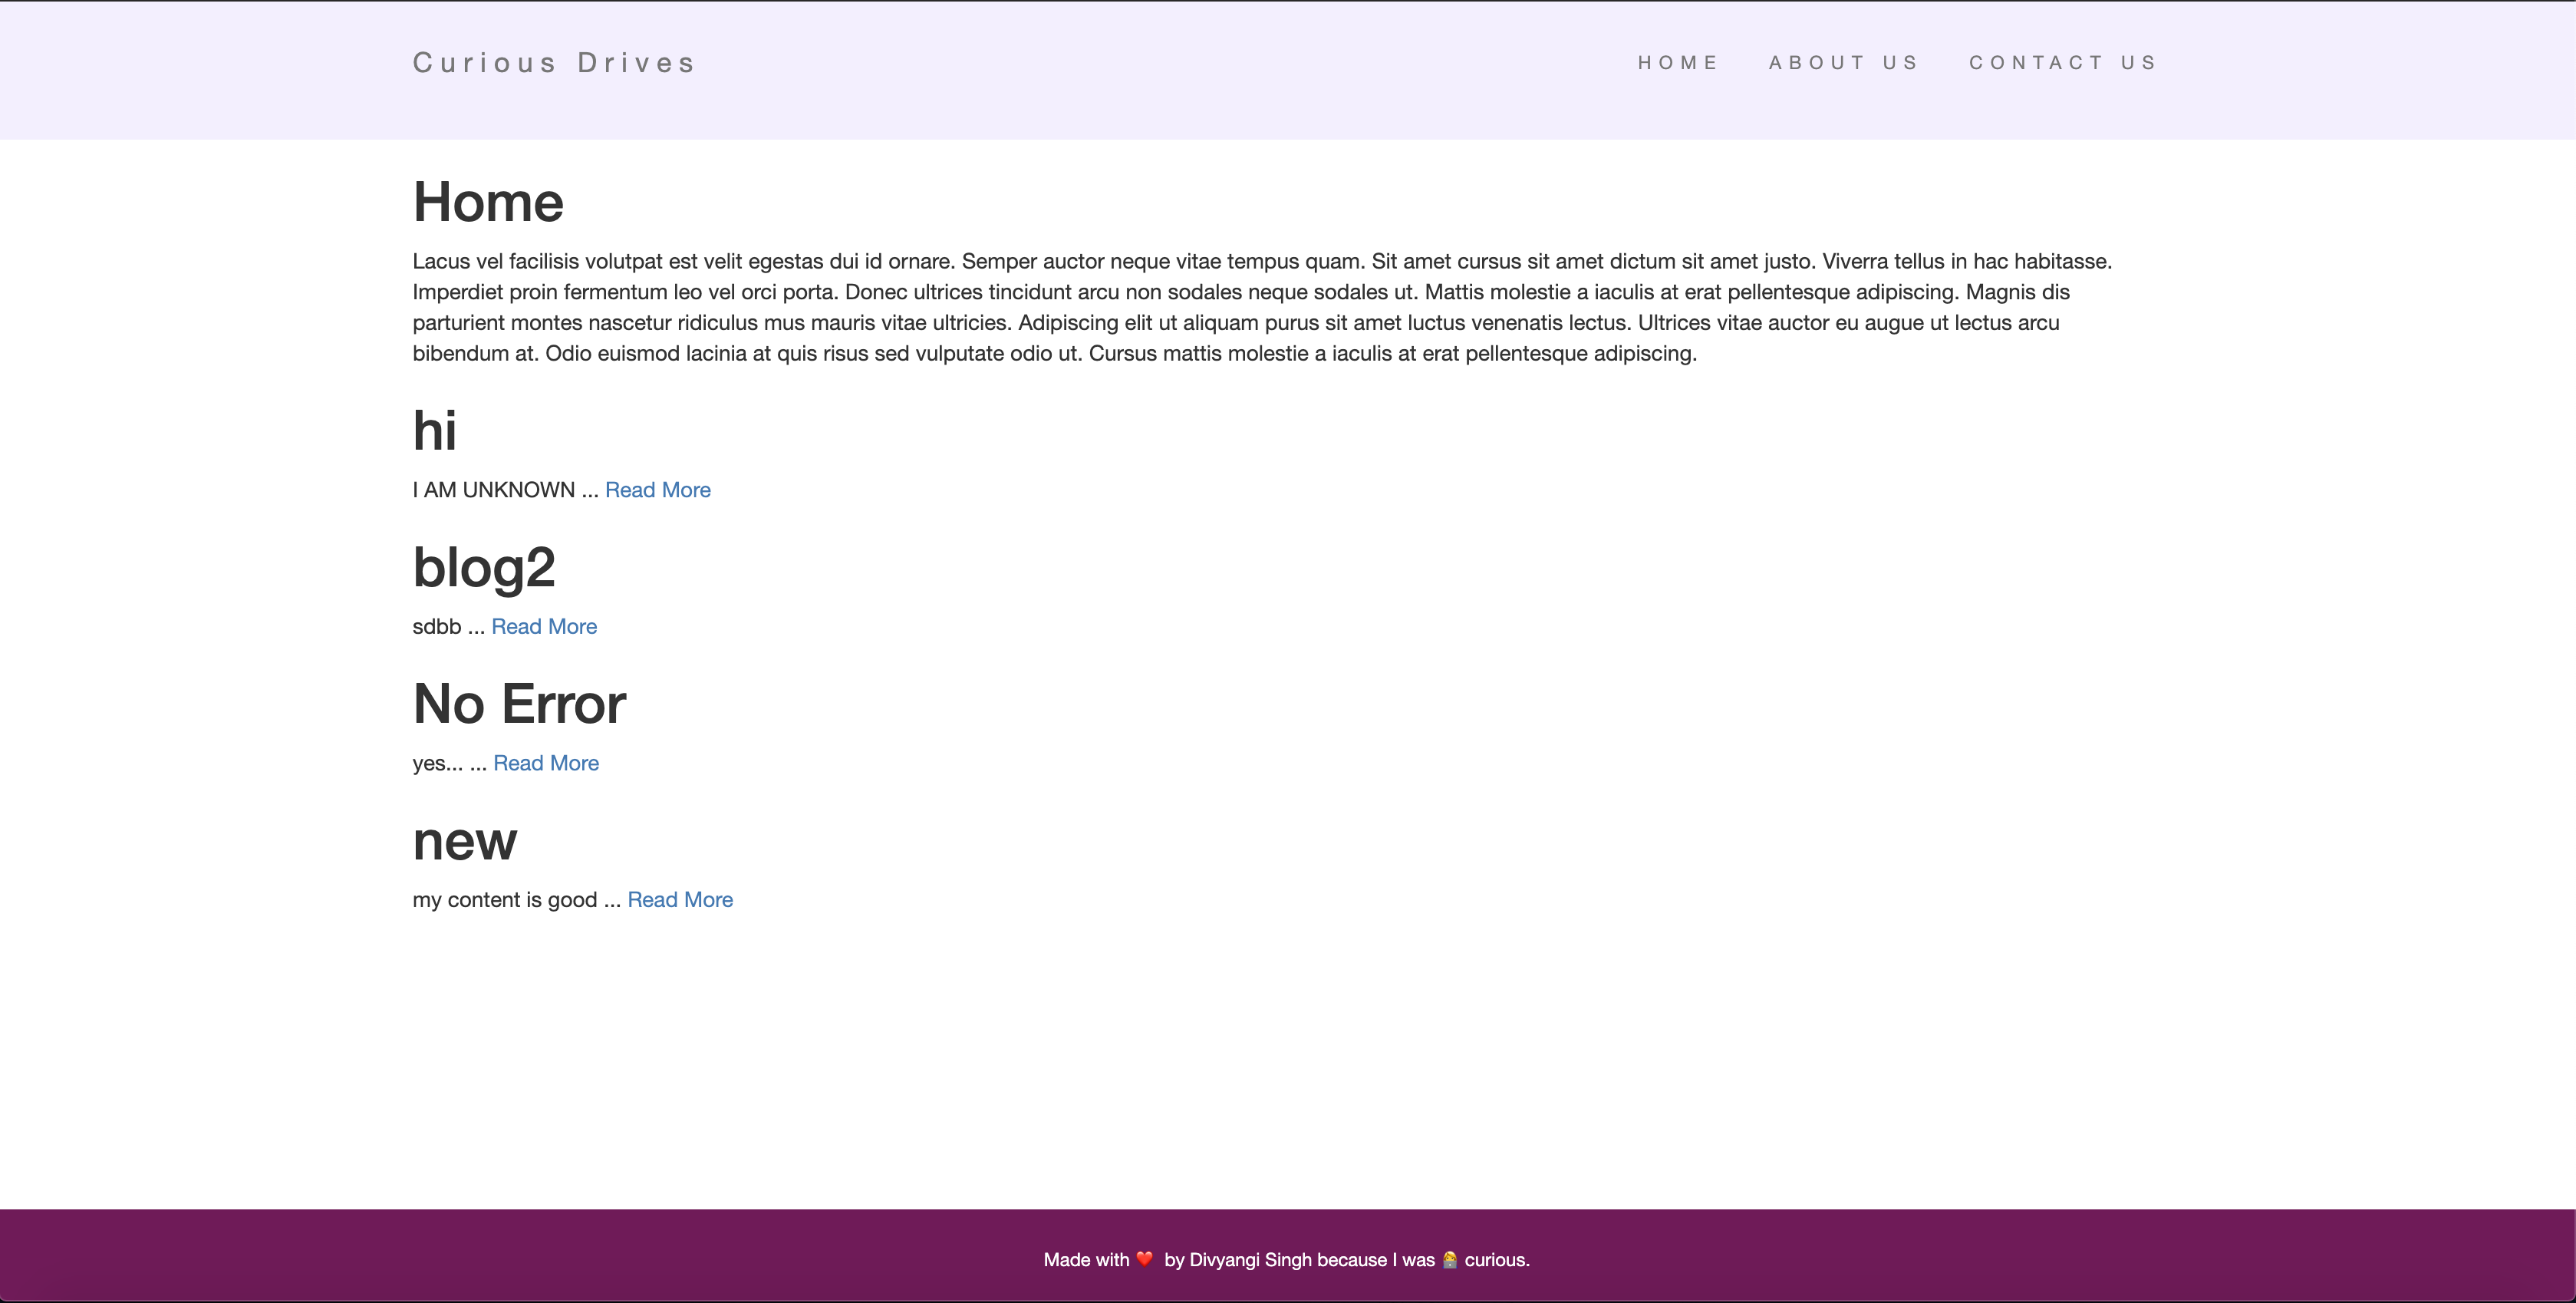 Curious Drives
HOME ABOUT US CONTACT US
Home
Lacus vel facilisis volutpat est velit egestas dui id ornare. Semper auctor neque vitae tempus quam. Sit amet cursus sit amet dictum sit amet justo. Viverra tellus in hac habitasse.
Imperdiet proin fermentum leo vel orci porta. Donec ultrices tincidunt arcu non sodales neque sodales ut. Mattis molestie a iaculis at erat pellentesque adipiscing. Magnis dis
parturient montes nascetur ridiculus mus mauris vitae ultricies. Adipiscing elit ut aliquam purus sit amet luctus venenatis lectus. Ultrices vitae auctor eu augue ut lectus arcu
bibendum at. Odio euismod lacinia at quis risus sed vulputate odio ut. Cursus mattis molestie a iaculis at erat pellentesque adipiscing.
hi
I AM UNKNOWN ... Read More
blog2
sdbb ... Read More
No Error
yes... ... Read More
new
my content is good ... Read More
Made with ❤️ by Divyangi Singh because I was curious.